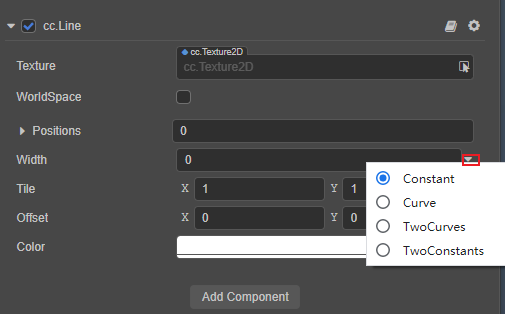 cc.Line
cc.Texture2D
Texture cc.Texture2D
WorldSpace
Positions 0
Width 0
Constant
Tile X 1 Y 1
Curve
Offset X 0 Y 0
TwoCurves
Color
TwoConstants
Add Component